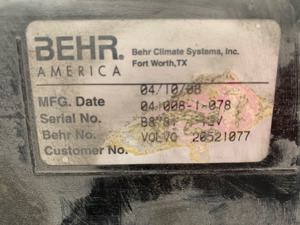 BEHR. Behr Climate Systems, Inc.
AMERICA Fort Worth, TX
MFG. Date 04/10/08
Serial No. 041008-1-078
Behr No.
Customer No. VOLVO 20521077